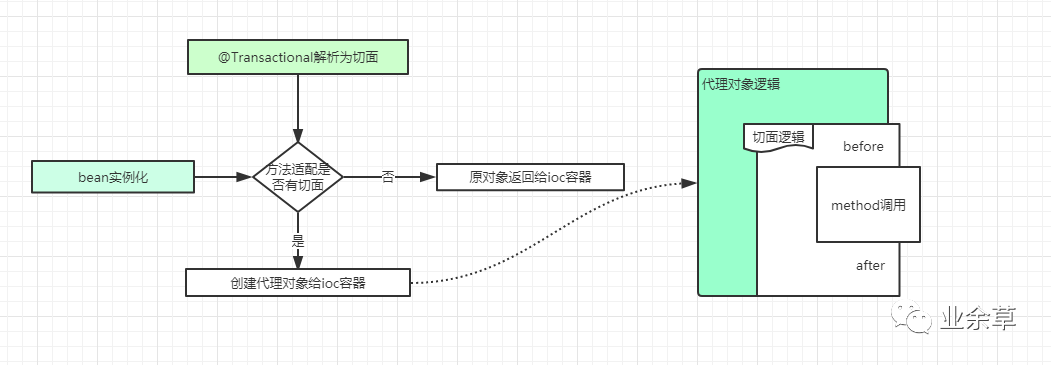 @Transactional解析为切面
bean实例化
方法适配是
否有切面
否
原对象返回给ioc容器
是
创建代理对象给ioc容器
代理对象逻辑
切面逻辑
before
method调用
after
业余草